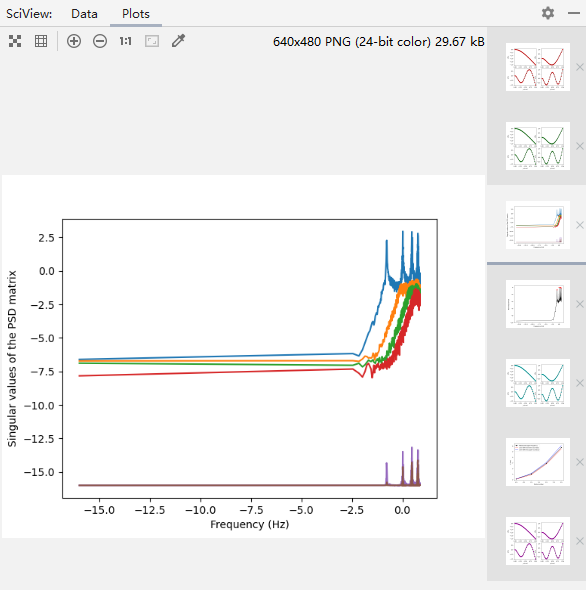 SciView: Data Plots
1:1 640x480 PNG (24-bit color) 29.67 kB
2.5
0.0
−2.5
−5.0
−7.5
−10.0
−12.5
−15.0
Singular values of the PSD matrix
−15.0 −12.5 −10.0 −7.5 −5.0 −2.5 0.0
Frequency (Hz)